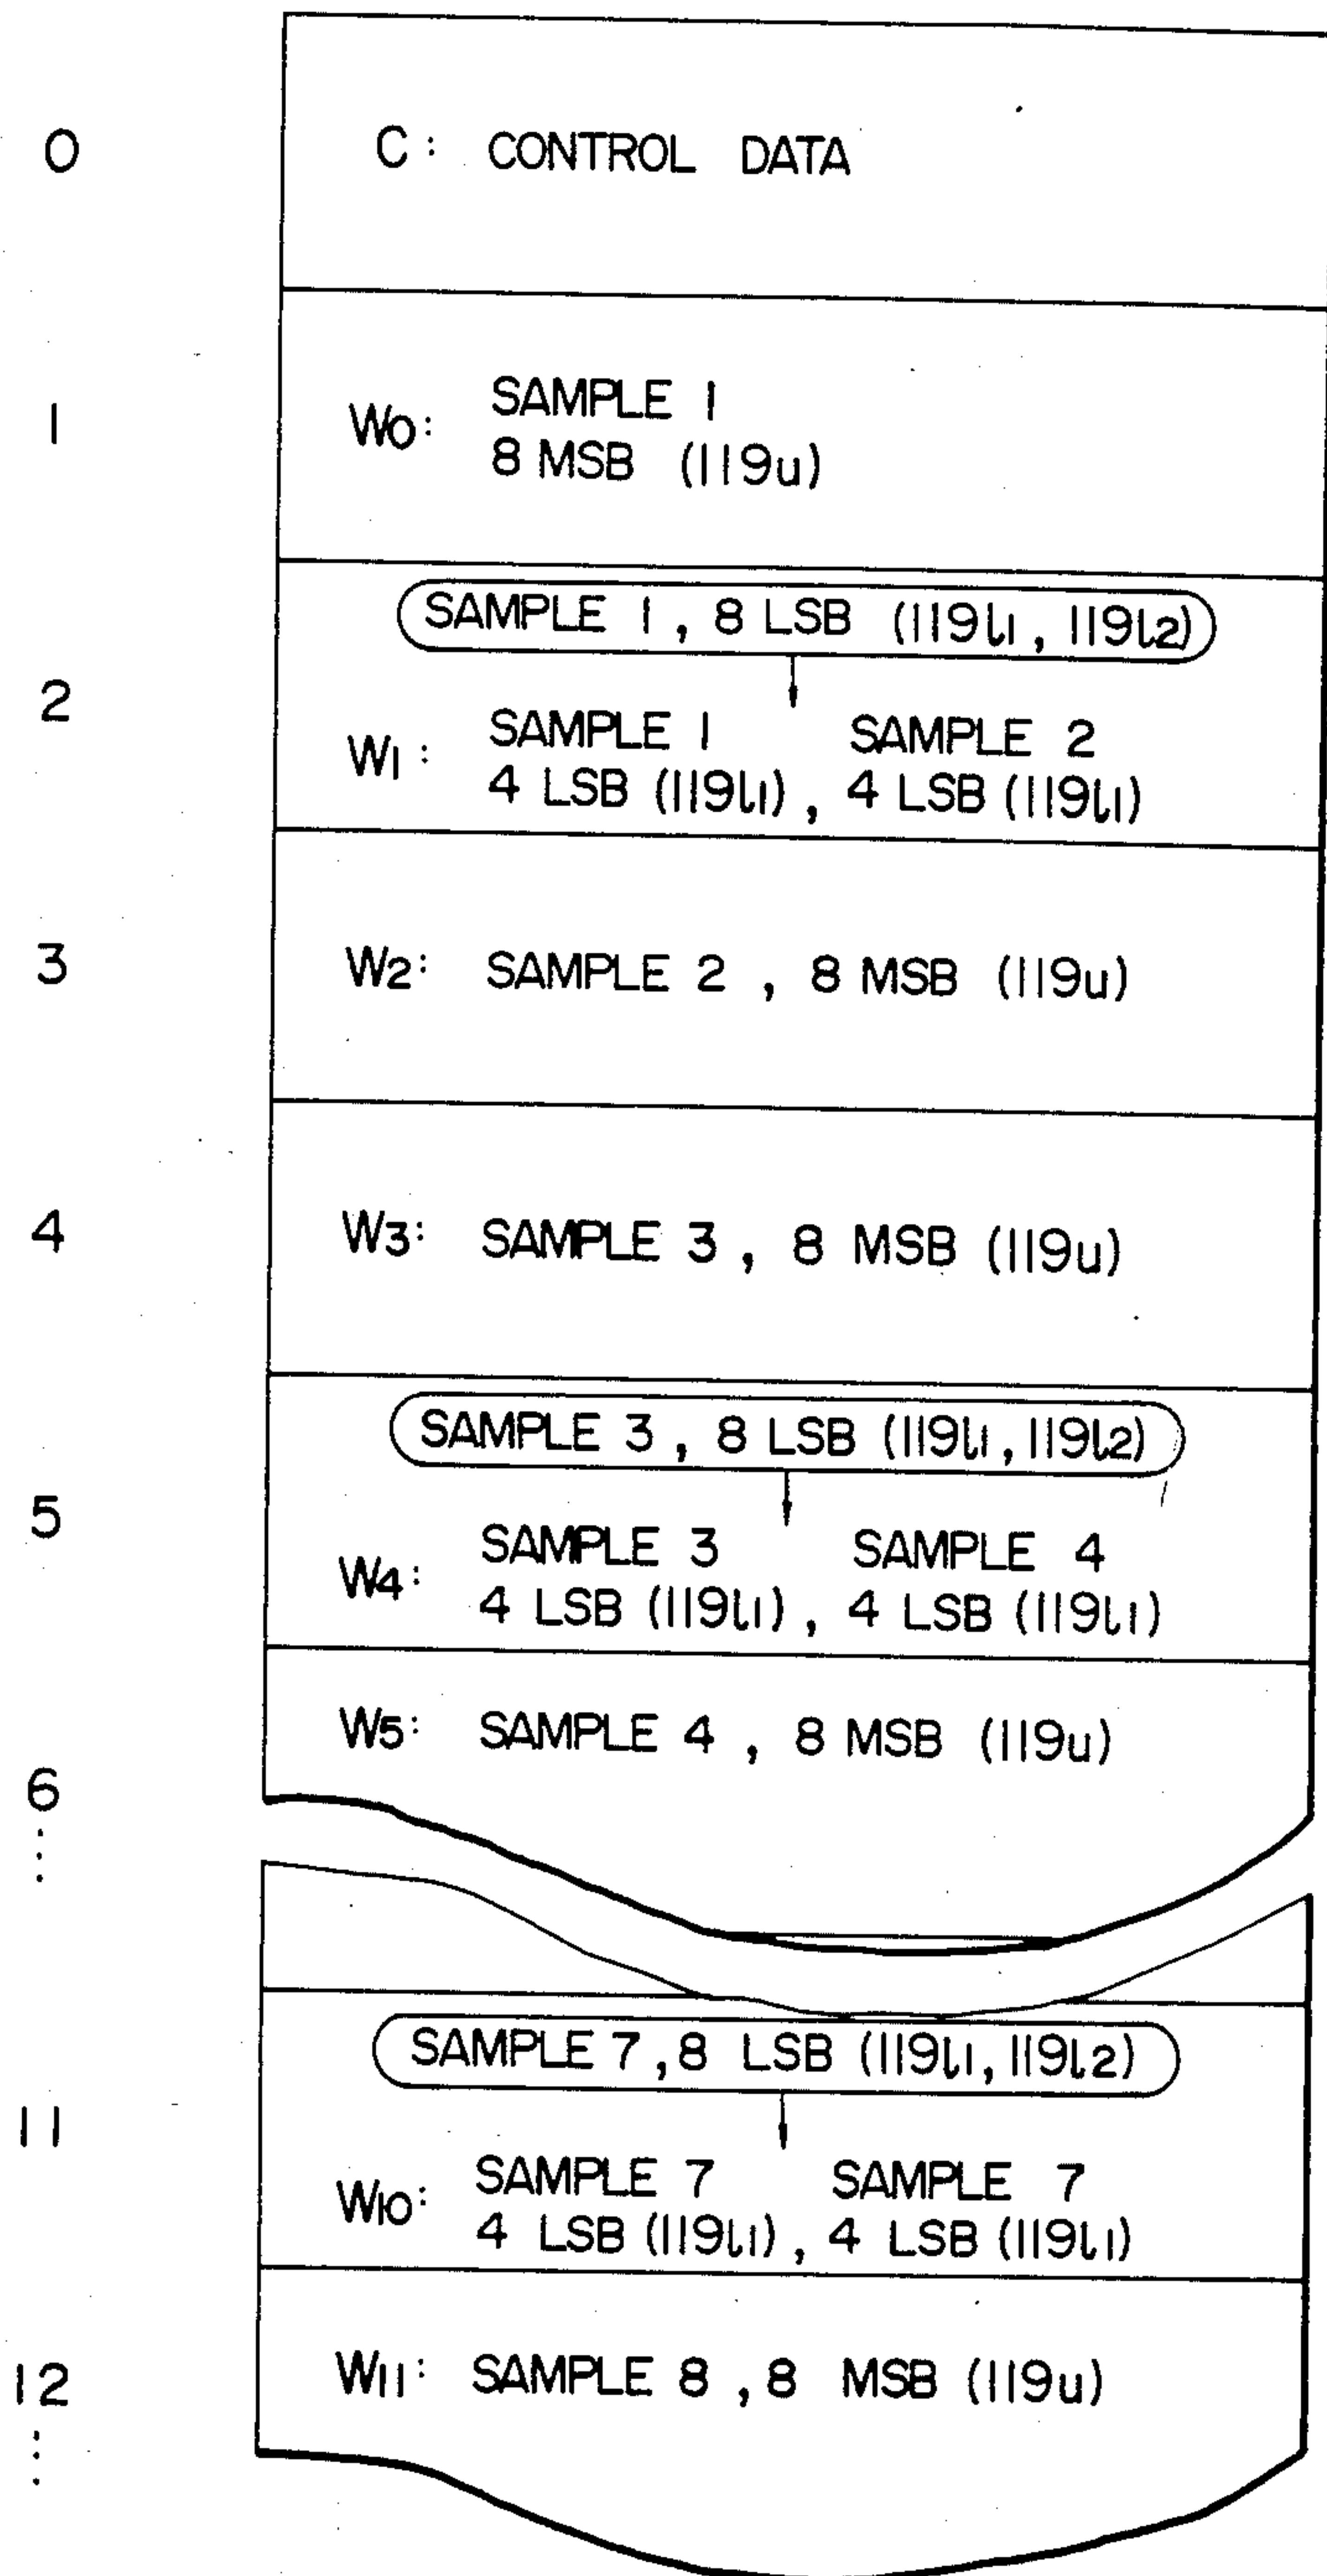 0
C: CONTROL DATA
1
W0: SAMPLE 1
8 MSB (119u)
SAMPLE 1, 8 LSB (119l1, 119l2)
2
W1: SAMPLE 1 SAMPLE 2
4 LSB (119l1), 4 LSB (119l1)
3
W2: SAMPLE 2, 8 MSB (119u)
4
W3: SAMPLE 3, 8 MSB (119u)
SAMPLE 3, 8 LSB (119l1, 119l2)
5
W4: SAMPLE 3 SAMPLE 4
4 LSB (119l1), 4 LSB (119l1)
W5: SAMPLE 4, 8 MSB (119u)
6
SAMPLE 7, 8 LSB (119l1, 119l2)
11
W10: SAMPLE 7 SAMPLE 7
4 LSB (119l1), 4 LSB (119l1)
12
W11: SAMPLE 8, 8 MSB (119u)